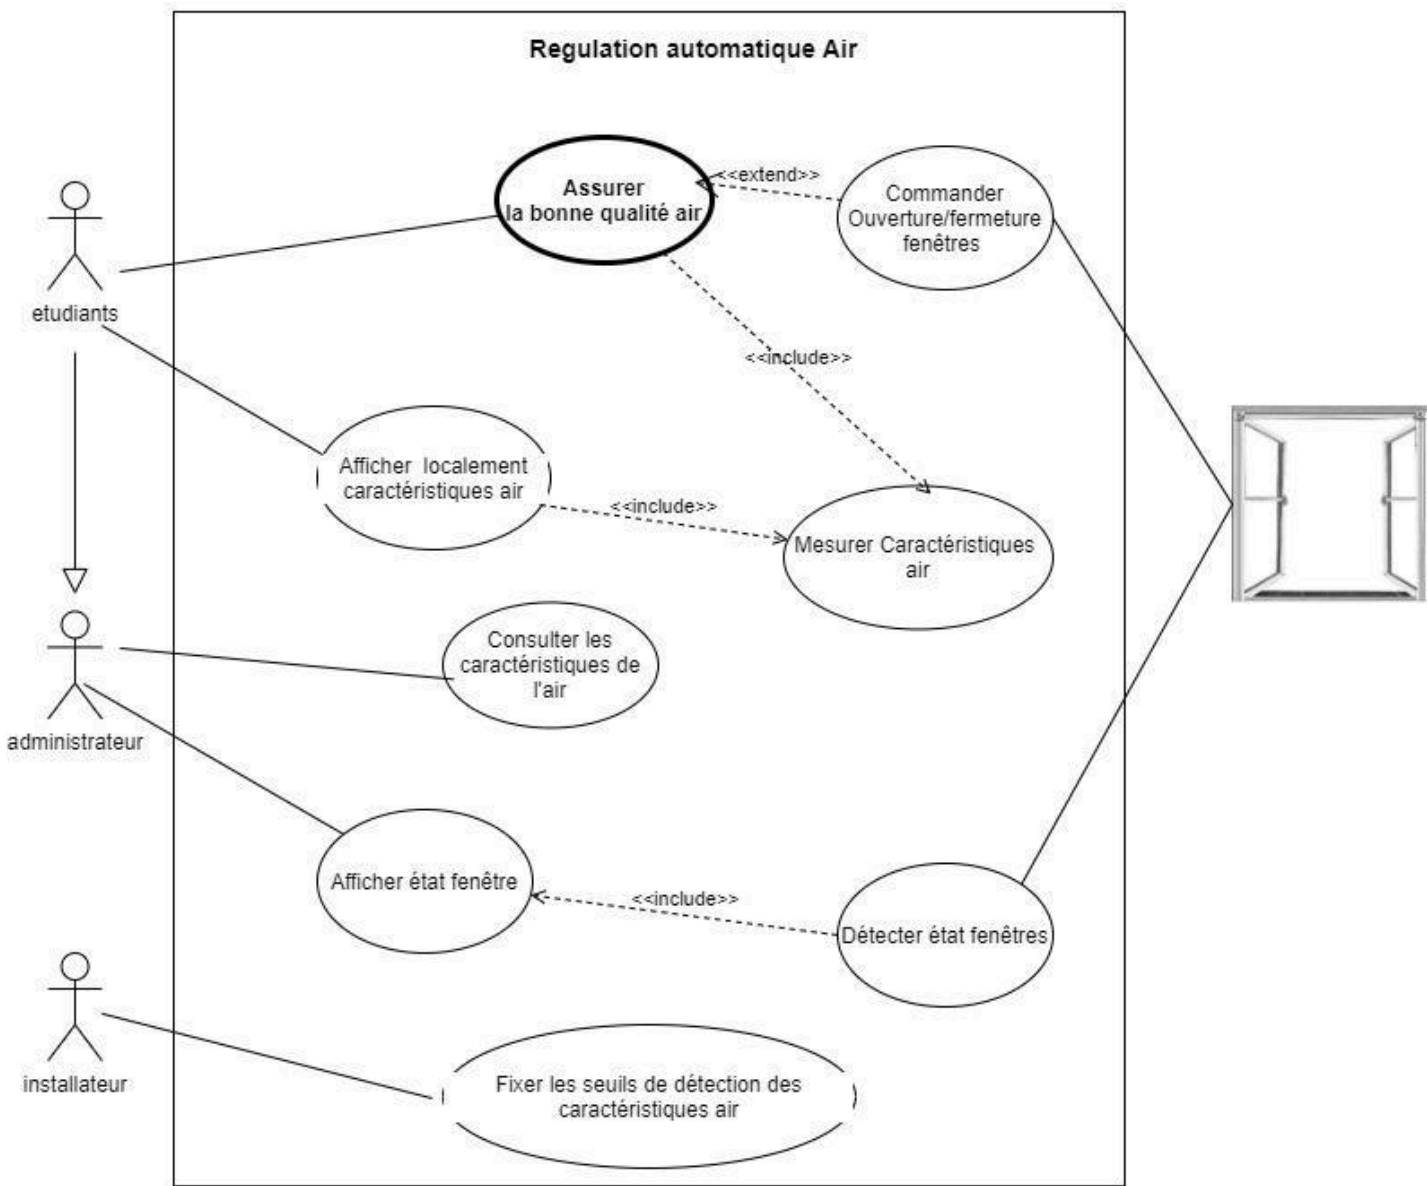 Regulation automatique Air
Assurer
la bonne qualité air
<<extend>>
Commander
Ouverture/fermeture
fenêtres
etudiants
<<include>>
Afficher  localement
caractéristiques air
<<include>>
Mesurer Caractéristiques
air
Consulter les
caractéristiques de
l'air
administrateur
Afficher état fenêtre
<<include>>
Détecter état fenêtres
installateur
Fixer les seuils de détection des
caractéristiques air